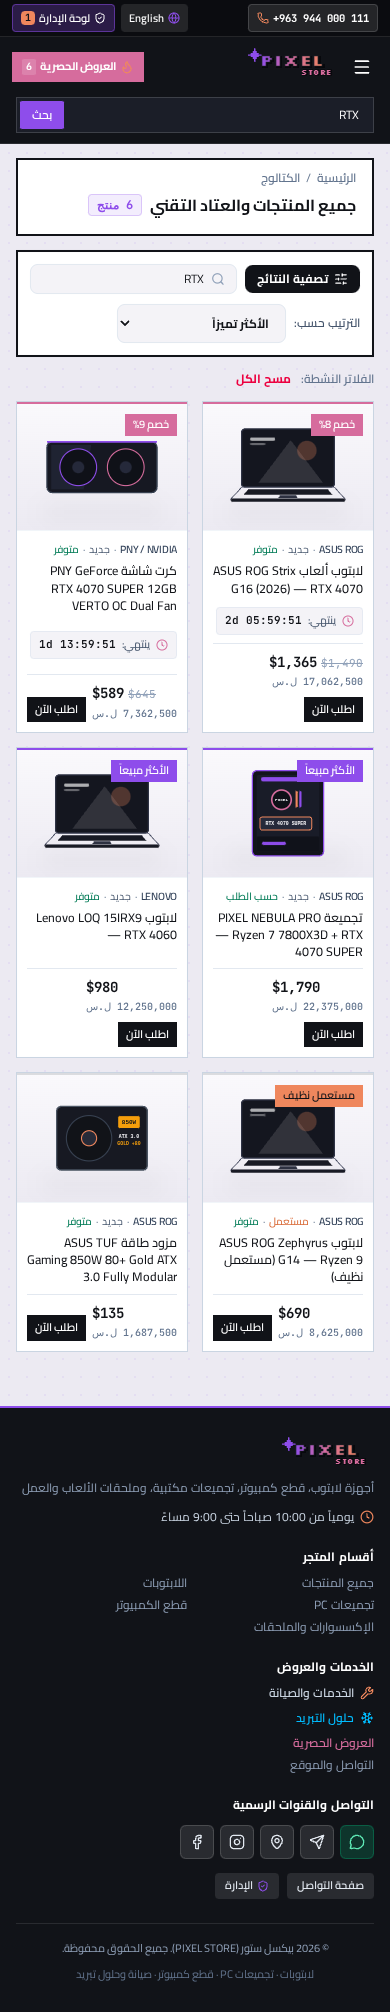 +963 944 000 111
English
لوحة الإدارة 1
PIXEL
STORE
العروض الحصرية 6
RTX
بحث
الرئيسية / الكتالوج
جميع المنتجات والعتاد التقني
6 منتج
تصفية النتائج
RTX
الترتيب حسب:
الأكثر تميزاً
الفلاتر النشطة: مسح الكل
خصم 8%
ASUS ROG · جديد · متوفر
لابتوب ألعاب ASUS ROG Strix
G16 (2026) — RTX 4070
ينتهي: 2d 05:59:51
$1,365 $1,490
17,062,500 ل.س
اطلب الآن
خصم 9%
PNY / NVIDIA · جديد · متوفر
كرت شاشة PNY GeForce
RTX 4070 SUPER 12GB
VERTO OC Dual Fan
ينتهي: 1d 13:59:51
$589 $645
7,362,500 ل.س
اطلب الآن
الأكثر مبيعاً
PIXEL
RTX 4070 SUPER
ASUS ROG · جديد · حسب الطلب
تجميعة PIXEL NEBULA PRO
— Ryzen 7 7800X3D + RTX
4070 SUPER
$1,790
22,375,000 ل.س
اطلب الآن
الأكثر مبيعاً
LENOVO · جديد · متوفر
لابتوب Lenovo LOQ 15IRX9
— RTX 4060
$980
12,250,000 ل.س
اطلب الآن
مستعمل نظيف
ASUS ROG · مستعمل · متوفر
لابتوب ASUS ROG Zephyrus
G14 — Ryzen 9 (مستعمل
نظيف)
$690
8,625,000 ل.س
اطلب الآن
850W
ATX 3.0
GOLD +80
ASUS ROG · جديد · متوفر
مزود طاقة ASUS TUF
Gaming 850W 80+ Gold ATX
3.0 Fully Modular
$135
1,687,500 ل.س
اطلب الآن
PIXEL
STORE
أجهزة لابتوب، قطع كمبيوتر، تجميعات مكتبية، وملحقات الألعاب والعمل
يومياً من 10:00 صباحاً حتى 9:00 مساءً
أقسام المتجر
جميع المنتجات
اللابتوبات
تجميعات PC
قطع الكمبيوتر
الإكسسوارات والملحقات
الخدمات والعروض
الخدمات والصيانة
حلول التبريد
العروض الحصرية
التواصل والموقع
التواصل والقنوات الرسمية
صفحة التواصل
الإدارة
© 2026 بيكسل ستور (PIXEL STORE). جميع الحقوق محفوظة.
لابتوبات · تجميعات PC · قطع كمبيوتر · صيانة وحلول تبريد